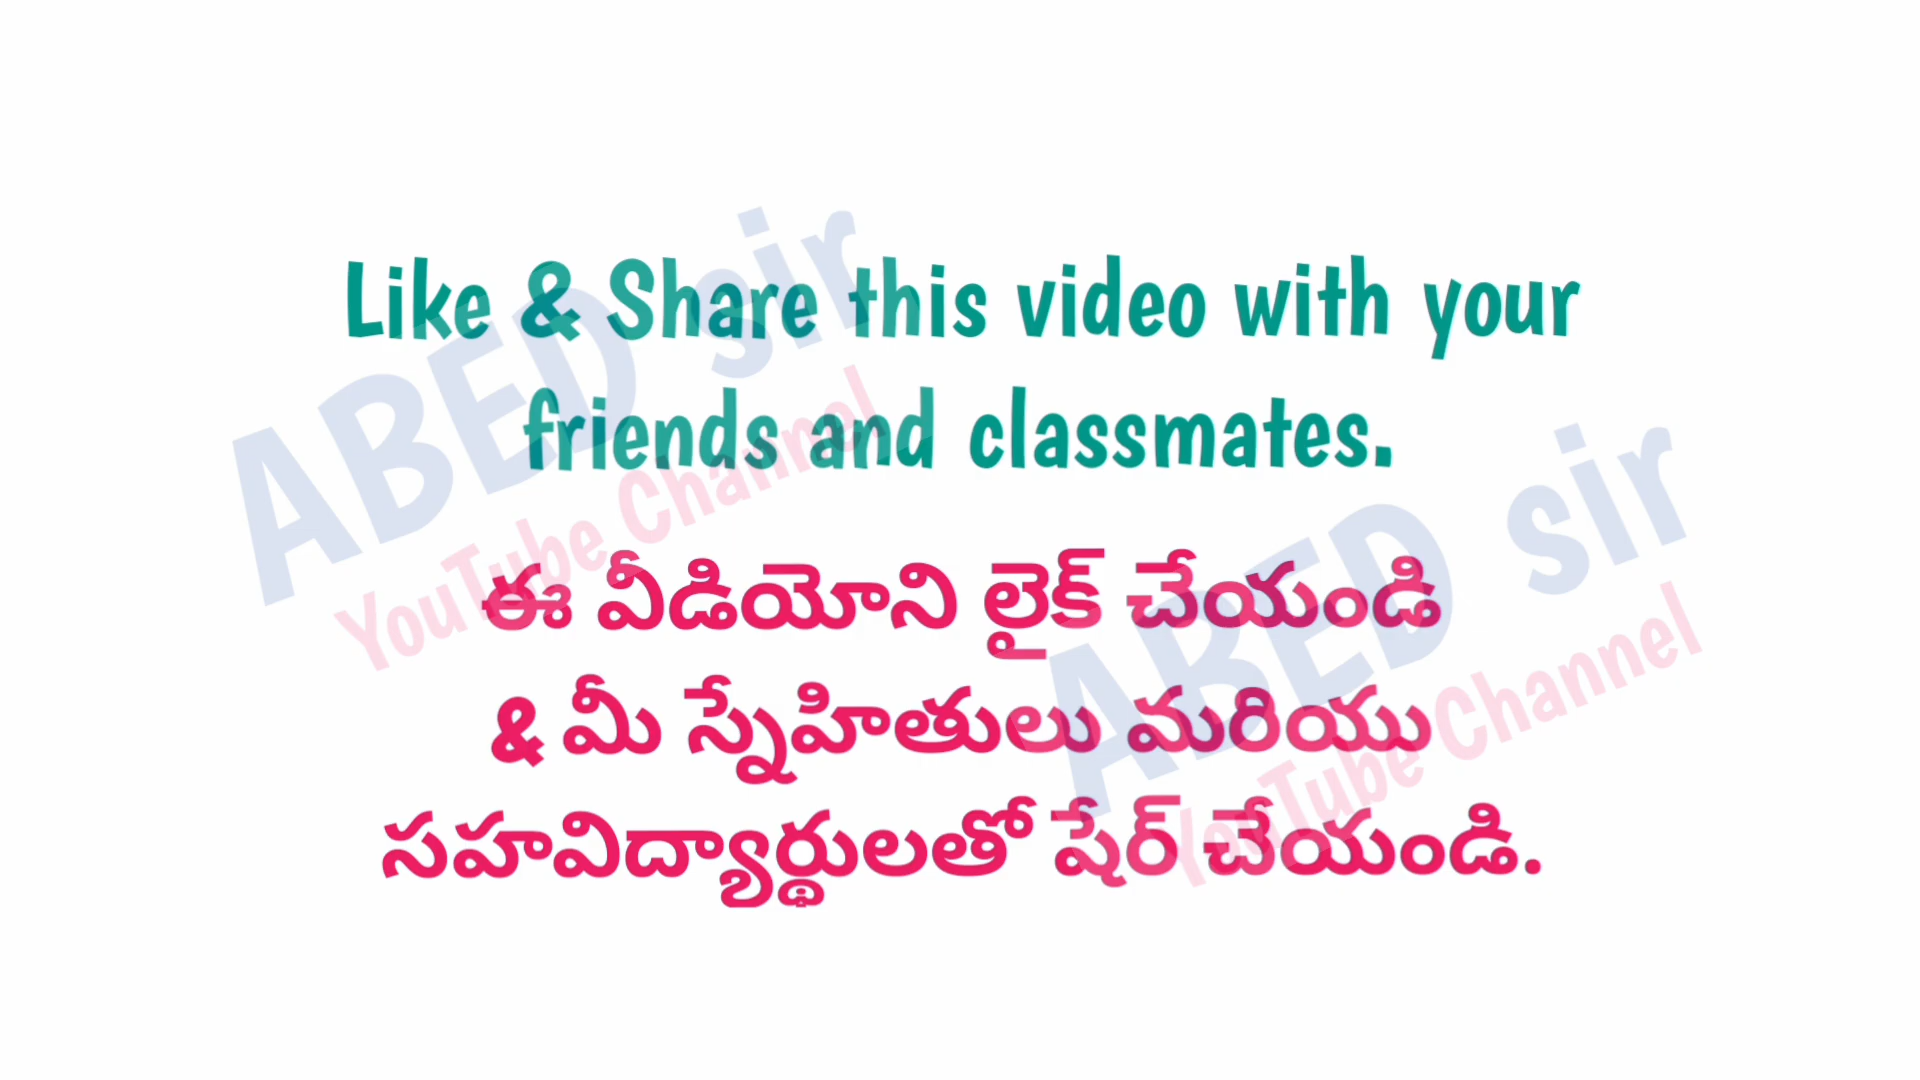 Like & Share this video with your
friends and classmates.
ఈ వీడియోని లైక్ చేయండి
& మీ స్నేహితులు మరియు
సహవిద్యార్థులతో షేర్ చేయండి.
ABED sir
YouTube Channel
ABED sir
YouTube Channel